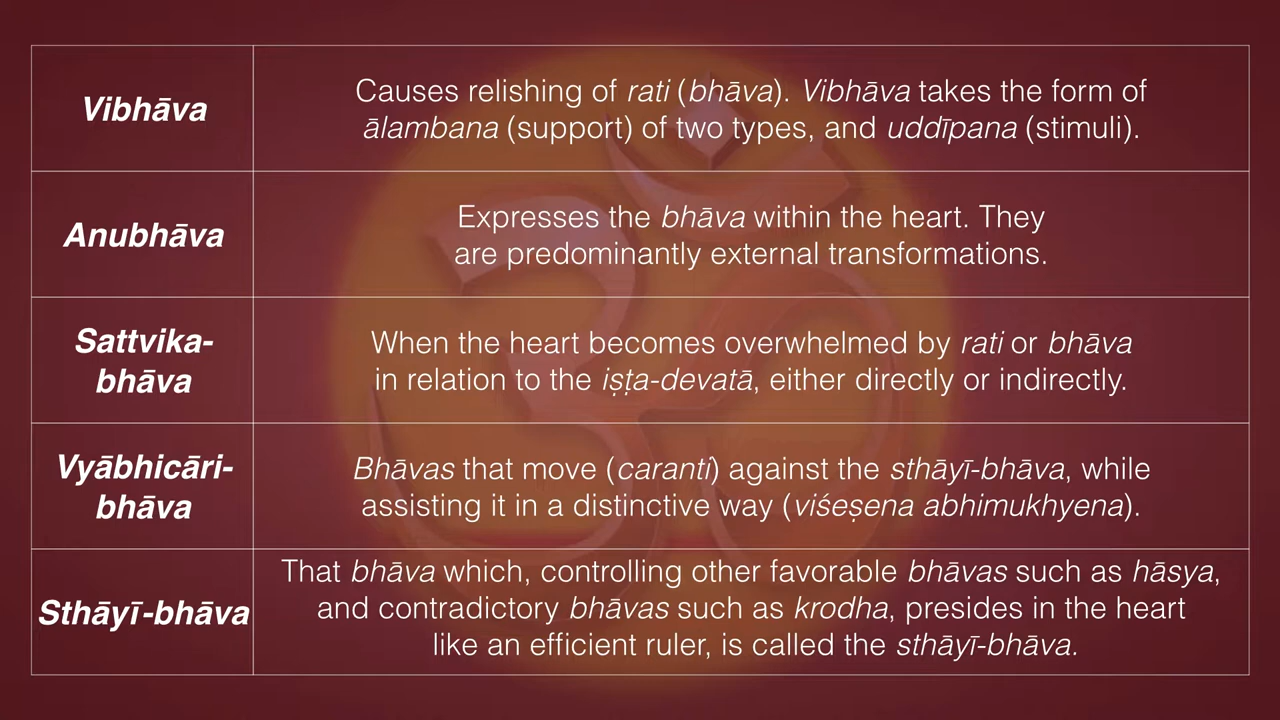 Vibhāva
Causes relishing of rati (bhāva). Vibhāva takes the form of
ālambana (support) of two types, and uddīpana (stimuli).
Anubhāva
Expresses the bhāva within the heart. They
are predominantly external transformations.
Sattvika-
bhāva
When the heart becomes overwhelmed by rati or bhāva
in relation to the iṣṭa-devatā, either directly or indirectly.
Vyābhicāri-
bhāva
Bhāvas that move (caranti) against the sthāyī-bhāva, while
assisting it in a distinctive way (viśeṣena abhimukhyena).
Sthāyī-bhāva
That bhāva which, controlling other favorable bhāvas such as hāsya,
and contradictory bhāvas such as krodha, presides in the heart
like an efficient ruler, is called the sthāyī-bhāva.